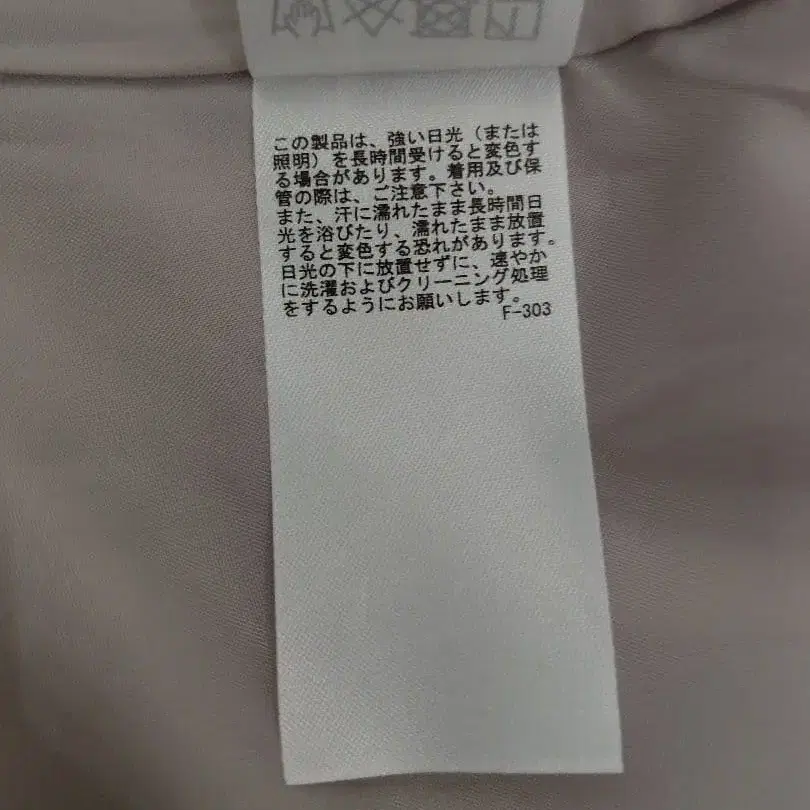 この製品は、強い日光（または
照明）を長時間受けると変色す
る場合があります。着用及び保
管の際は、ご注意下さい。
また、汗に濡れたまま長時間日
光を浴びたり、濡れたまま放置
すると変色する恐れがあります。
日光の下に放置せずに、速やか
に洗濯およびクリーニング処理
をするようにお願いします。
F-303